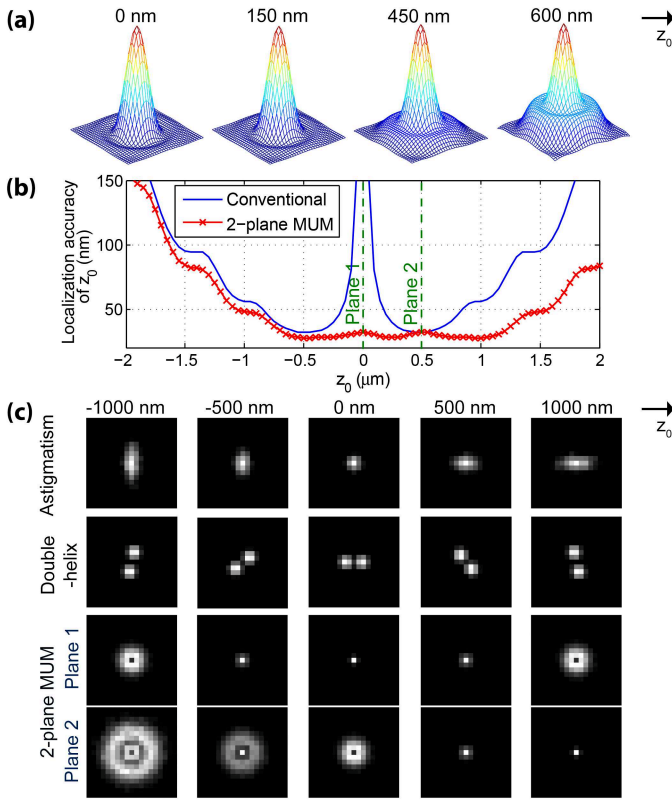 (a) 0 nm 150 nm 450 nm 600 nm
z₀
(b)
Localization accuracy
of z₀ (nm)
150
100
50
Conventional
2−plane MUM
Plane 1
Plane 2
−2 −1.5 −1 −0.5 0 0.5 1 1.5 2
z₀ (μm)
(c) -1000 nm -500 nm 0 nm 500 nm 1000 nm
z₀
Astigmatism
Double
-helix
2-plane MUM
Plane 1
Plane 2